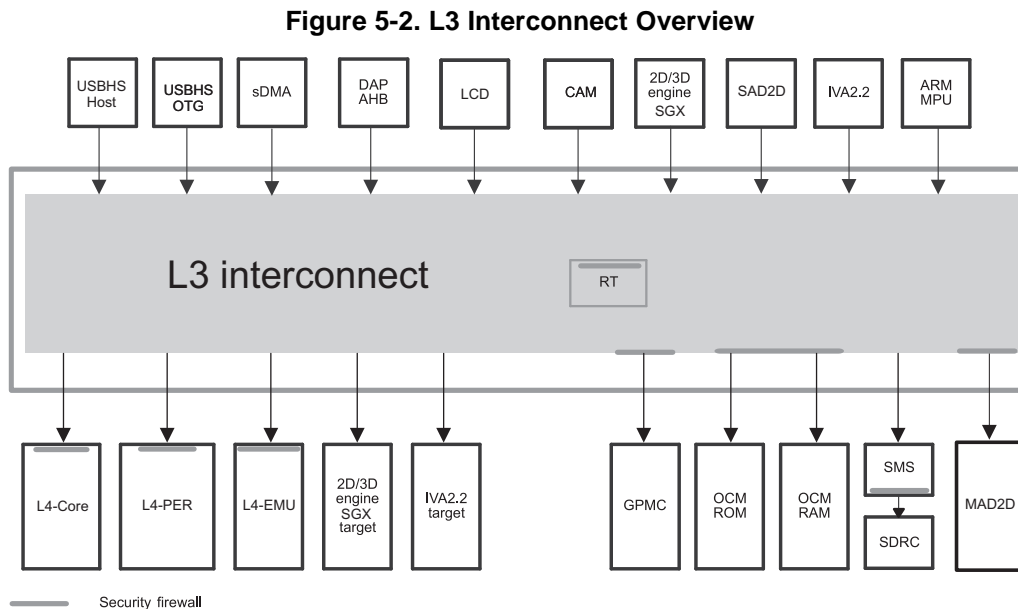 Figure 5-2. L3 Interconnect Overview
USBHS
Host
USBHS
OTG
sDMA
DAP
AHB
LCD
CAM
2D/3D
engine
SGX
SAD2D
IVA2.2
ARM
MPU
L3 interconnect
RT
L4-Core
L4-PER
L4-EMU
2D/3D
engine
SGX
target
IVA2.2
target
GPMC
OCM
ROM
OCM
RAM
SMS
SDRC
MAD2D
Security firewall